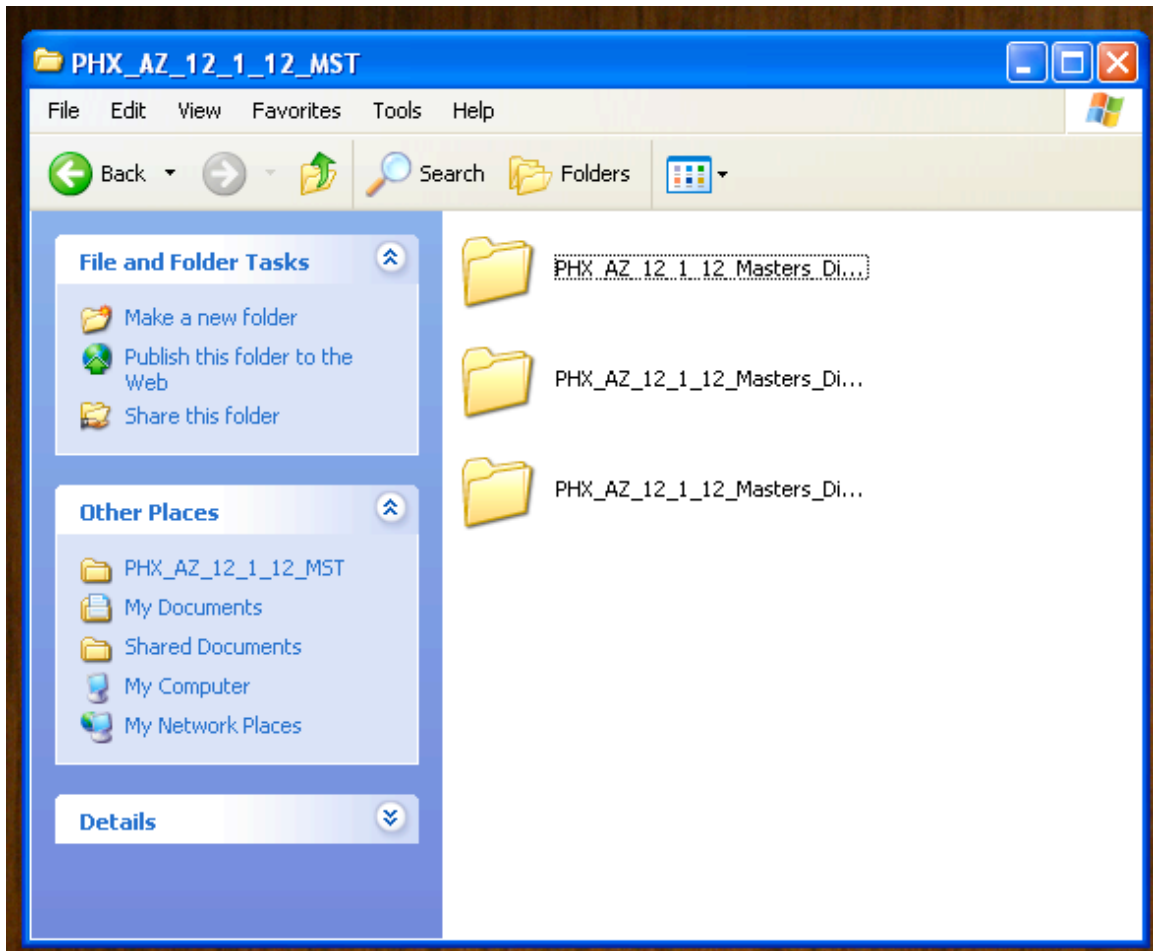 PHX_AZ_12_1_12_MST
File Edit View Favorites Tools Help
Back Search Folders
File and Folder Tasks
Make a new folder
Publish this folder to the
Web
Share this folder
Other Places
PHX_AZ_12_1_12_MST
My Documents
Shared Documents
My Computer
My Network Places
Details
PHX_AZ_12_1_12_Masters_Di...
PHX_AZ_12_1_12_Masters_Di...
PHX_AZ_12_1_12_Masters_Di...